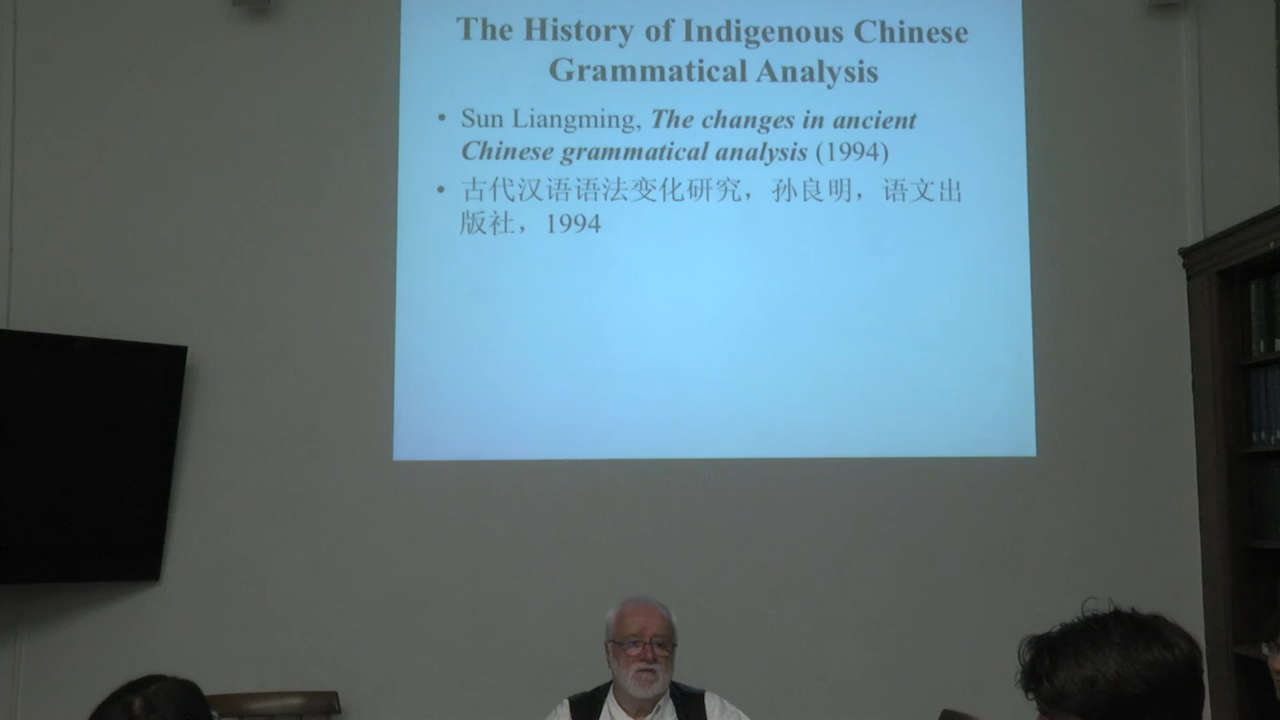 The History of Indigenous Chinese
Grammatical Analysis
• Sun Liangming, The changes in ancient
Chinese grammatical analysis (1994)
• 古代汉语语法变化研究，孙良明，语文出
版社，1994